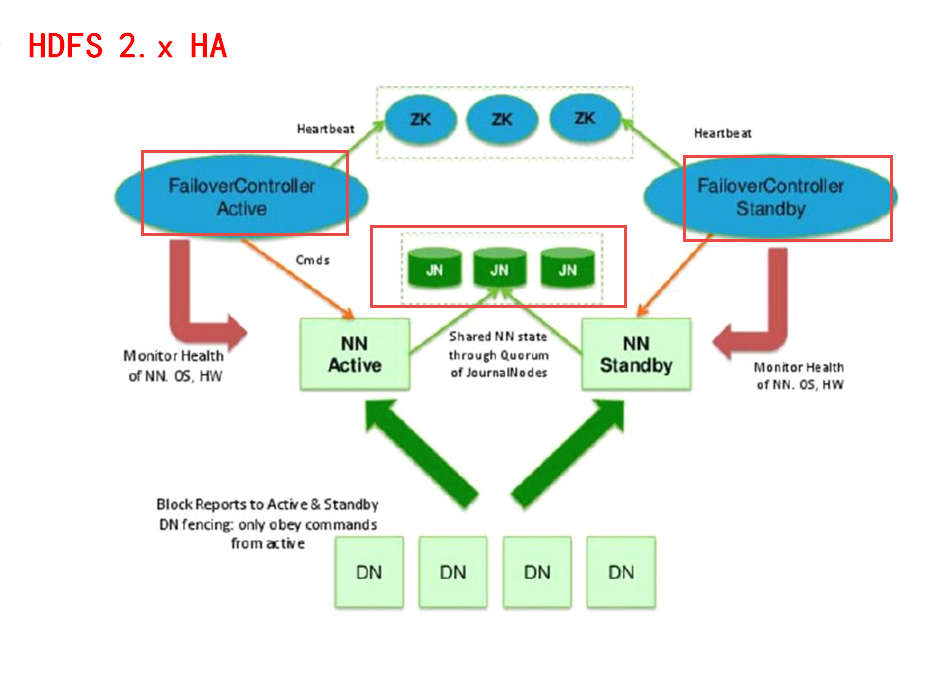 HDFS 2.x HA
ZK
ZK
ZK
Heartbeat
Heartbeat
FailoverController
Active
FailoverController
Standby
Cmds
JN
JN
JN
NN
Active
Shared NN state
through Quorum
of JournalNodes
NN
Standby
Monitor Health
of NN. OS, HW
Monitor Health
of NN. OS, HW
Block Reports to Active & Standby
DN fencing: only obey commands
from active
DN
DN
DN
DN